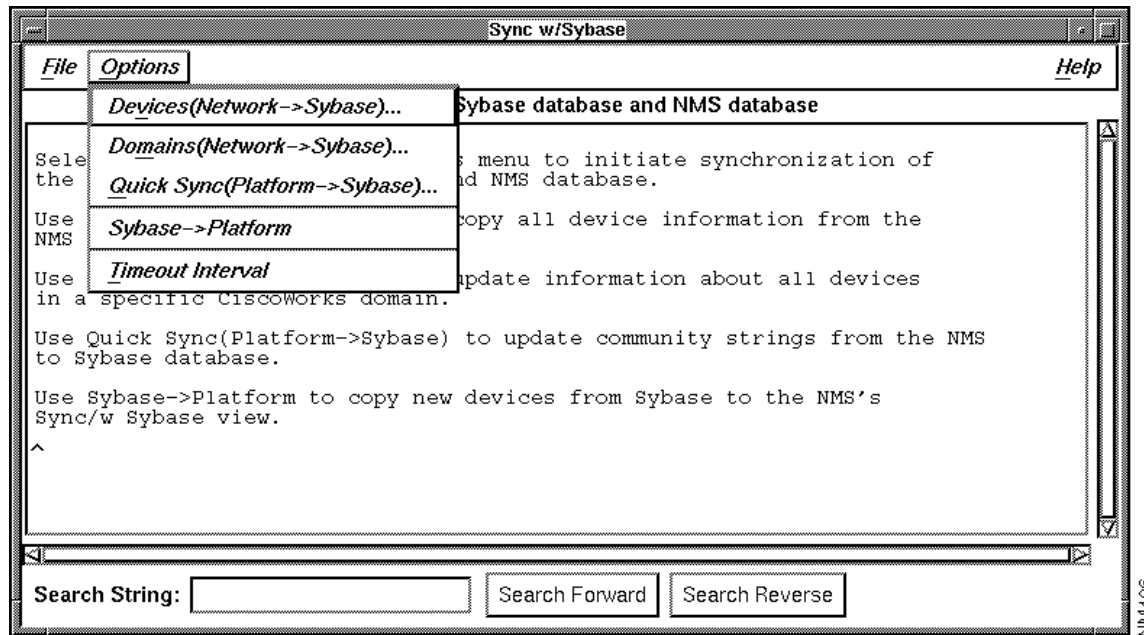 Sync w/Sybase
File Options Help
Devices(Network->Sybase)...
Domains(Network->Sybase)...
Quick Sync(Platform->Sybase)...
Sybase->Platform
Timeout Interval
Sybase database and NMS database
Sele s menu to initiate synchronization of
the nd NMS database.
Use copy all device information from the
NMS
Use update information about all devices
in a specific CiscoWorks domain.
Use Quick Sync(Platform->Sybase) to update community strings from the NMS
to Sybase database.
Use Sybase->Platform to copy new devices from Sybase to the NMS's
Sync/w Sybase view.
^
Search String: Search Forward Search Reverse